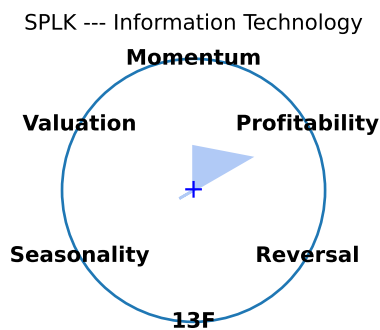 SPLK --- Information Technology
Momentum
Valuation
Profitability
Seasonality
Reversal
13F